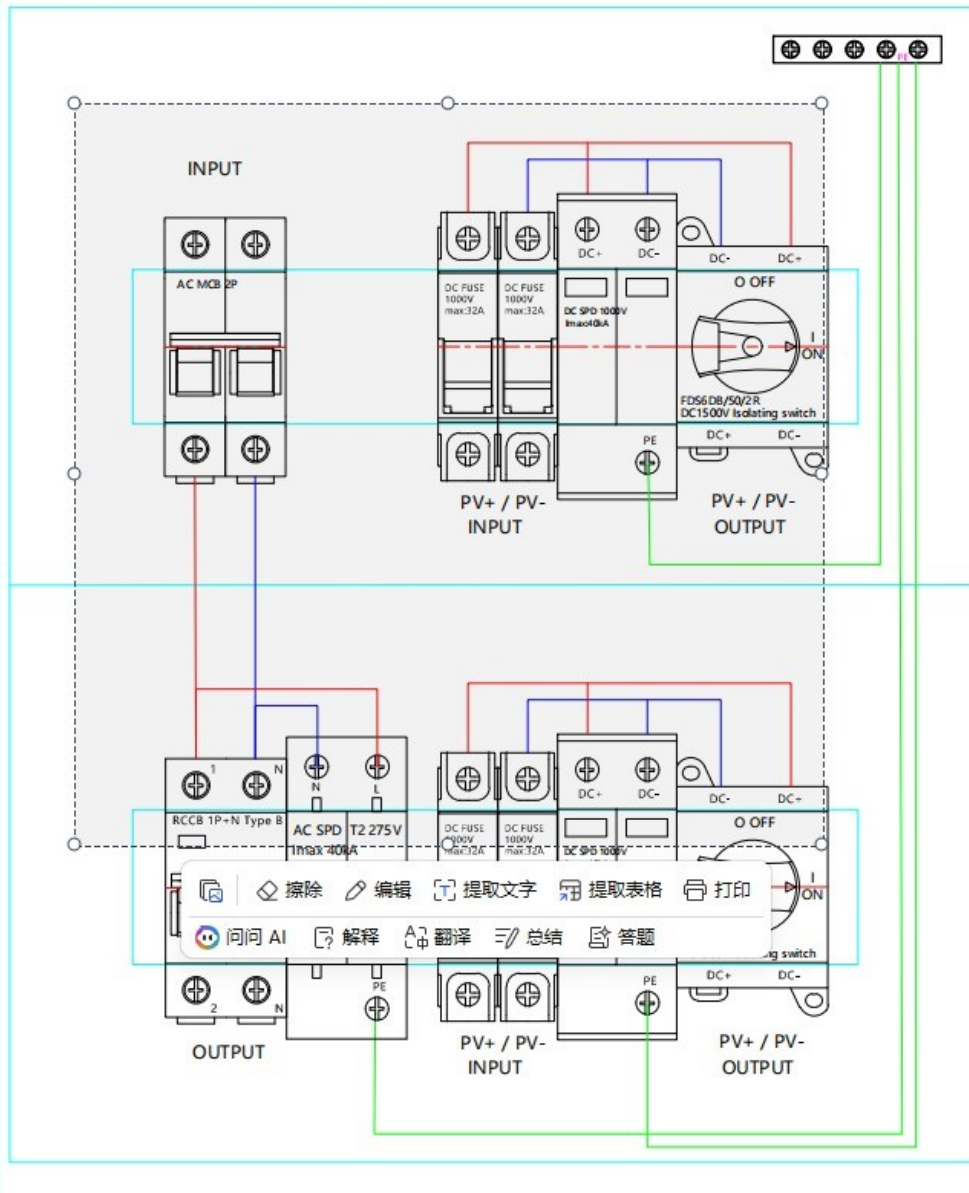 PE
INPUT
DC+ DC-
DC- DC+
AC MCB 2P
DC FUSE
1000V
max:32A
DC FUSE
1000V
max:32A
DC SPD 1000V
Imax40kA
O OFF
I
ON
FDS6DB/50/2R
DC1500V Isolating switch
PE
DC+ DC-
PV+ / PV-
INPUT
PV+ / PV-
OUTPUT
1 N
N L
DC+ DC-
DC- DC+
RCCB 1P+N Type B
AC SPD T2 275V
Imax 40kA
DC FUSE
1000V
max:32A
DC FUSE
1000V
max:32A
DC SPD 1000V
O OFF
I
ON
擦除 编辑 提取文字 提取表格 打印
问问 AI 解释 翻译 总结 答题
ng switch
2 N
PE
PE
DC+ DC-
OUTPUT
PV+ / PV-
INPUT
PV+ / PV-
OUTPUT